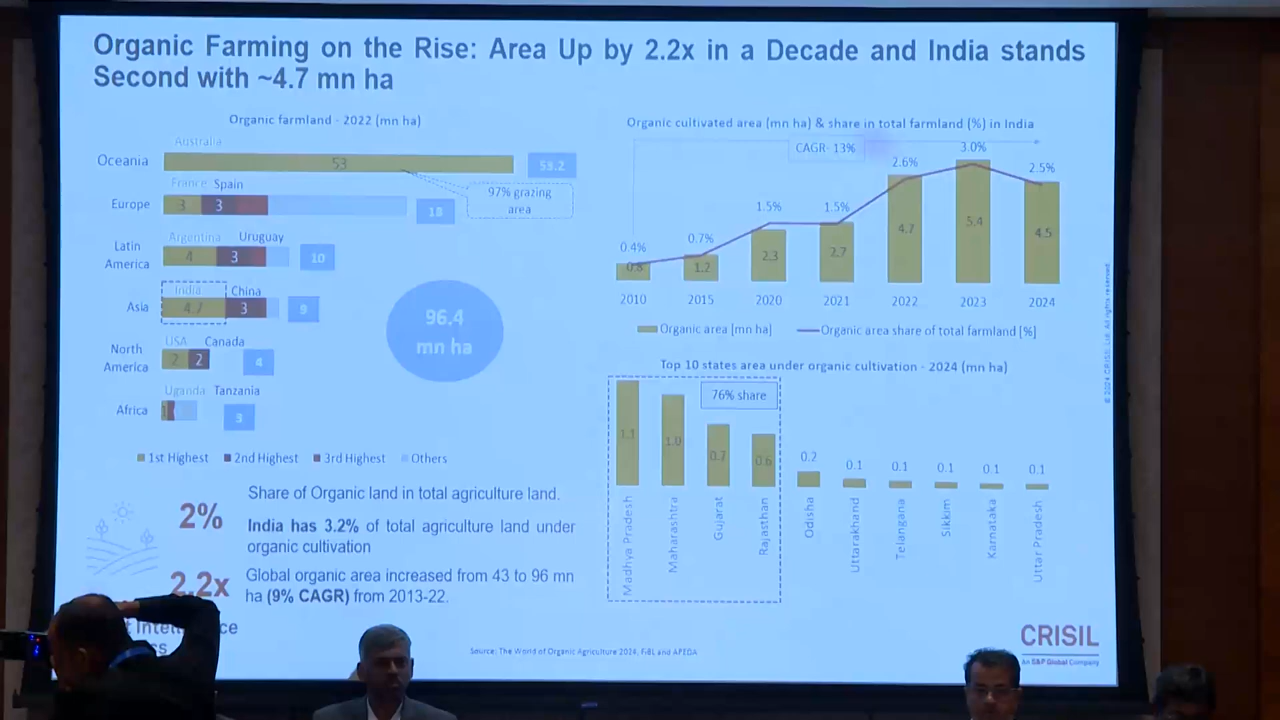 Organic Farming on the Rise: Area Up by 2.2x in a Decade and India stands
Second with ~4.7 mn ha
Organic farmland - 2022 (mn ha)
Australia
Oceania
53
53.2
97% grazing
area
France Spain
Europe
3 3
18
Argentina Uruguay
Latin
America
4 3
10
India China
Asia
4.7 3
9
USA Canada
North
America
2 2
4
Uganda Tanzania
Africa
3
96.4
mn ha
1st Highest 2nd Highest 3rd Highest Others
2%
Share of Organic land in total agriculture land.
India has 3.2% of total agriculture land under
organic cultivation
2.2x
Global organic area increased from 43 to 96 mn
ha (9% CAGR) from 2013-22.
Organic cultivated area (mn ha) & share in total farmland (%) in India
CAGR- 13%
0.4% 0.7% 1.5% 1.5% 2.6% 3.0% 2.5%
0.8 1.2 2.3 2.7 4.7 5.4 4.5
2010 2015 2020 2021 2022 2023 2024
Organic area [mn ha] Organic area share of total farmland [%]
Top 10 states area under organic cultivation - 2024 (mn ha)
76% share
1.1 1.0 0.7 0.6 0.2 0.1 0.1 0.1 0.1 0.1
Madhya Pradesh
Maharashtra
Gujarat
Rajasthan
Odisha
Uttarakhand
Telangana
Sikkim
Karnataka
Uttar Pradesh
© 2024 CRISIL Ltd. All rights reserved.
Source: The World of Organic Agriculture 2024, FiBL and APEDA
CRISIL
An S&P Global Company